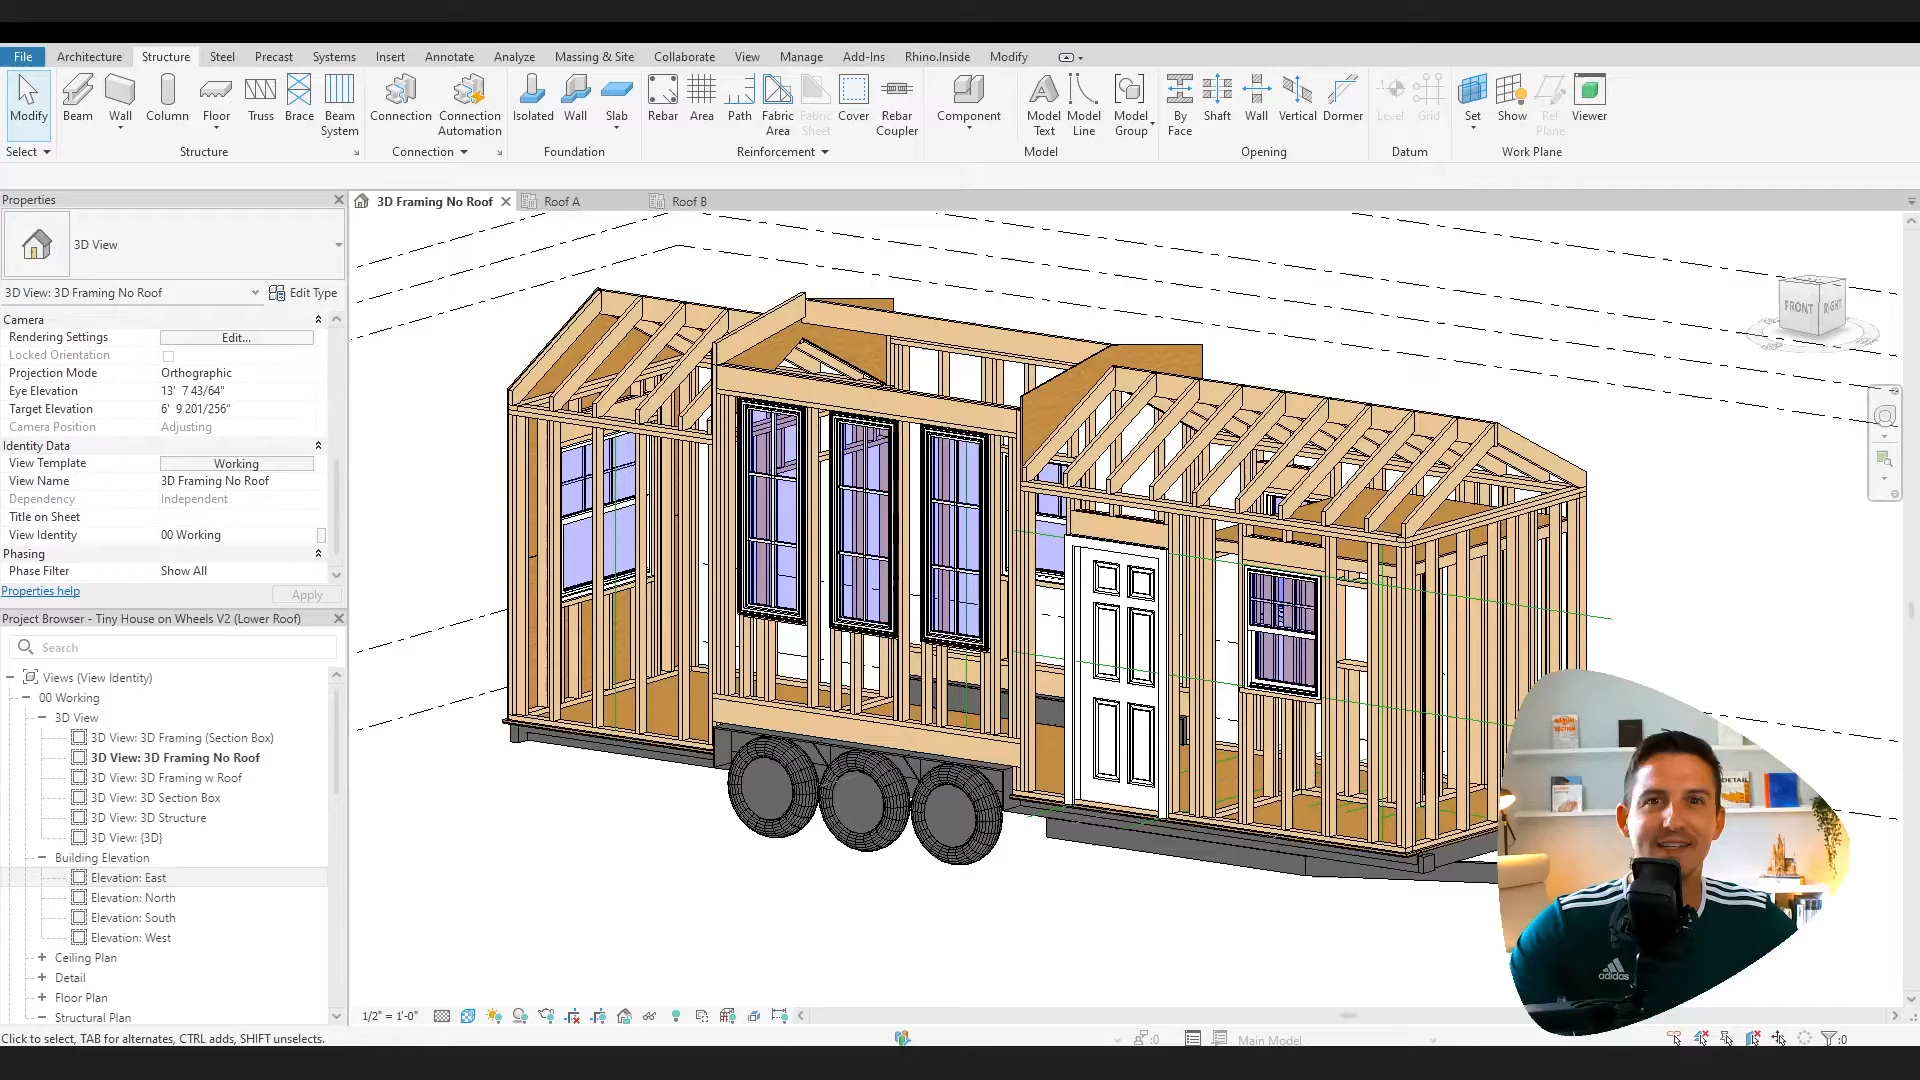 File Architecture Structure Steel Precast Systems Insert Annotate Analyze Massing & Site Collaborate View Manage Add-Ins Rhino.Inside Modify
Modify Beam Wall Column Floor Truss Brace Beam System Connection Connection Automation Isolated Wall Slab Rebar Area Path Fabric Area Fabric Sheet Cover Rebar Coupler Component Model Text Model Line Model Group By Face Shaft Wall Vertical Dormer Level Grid Set Show Ref Plane Viewer
Select Structure Connection Foundation Reinforcement Model Opening Datum Work Plane
Properties
3D Framing No Roof Roof A Roof B
3D View
3D View: 3D Framing No Roof Edit Type
Camera
Rendering Settings Edit...
Locked Orientation
Projection Mode Orthographic
Eye Elevation 13' 7 43/64"
Target Elevation 6' 9 201/256"
Camera Position Adjusting
Identity Data
View Template Working
View Name 3D Framing No Roof
Dependency Independent
Title on Sheet
View Identity 00 Working
Phasing
Phase Filter Show All
Properties help Apply
Project Browser - Tiny House on Wheels V2 (Lower Roof)
Search
Views (View Identity)
00 Working
3D View
3D View: 3D Framing (Section Box)
3D View: 3D Framing No Roof
3D View: 3D Framing w Roof
3D View: 3D Section Box
3D View: 3D Structure
3D View: {3D}
Building Elevation
Elevation: East
Elevation: North
Elevation: South
Elevation: West
Ceiling Plan
Detail
Floor Plan
Structural Plan
FRONT RIGHT
DETAIL
adidas
1/2" = 1'-0"
Click to select, TAB for alternates, CTRL adds, SHIFT unselects.
:0
Main Model
:0